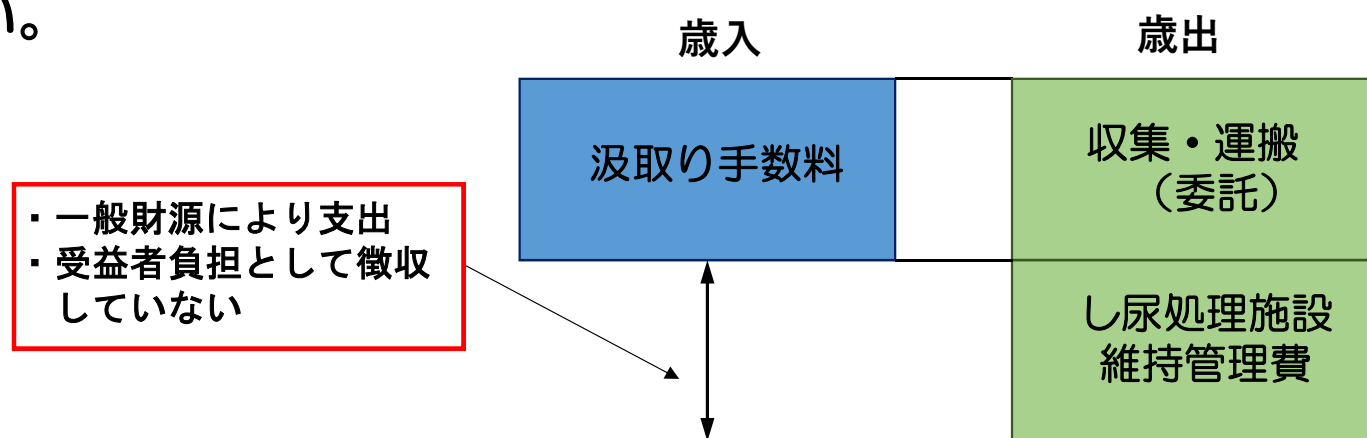 い。
歳入
歳出
汲取り手数料
収集・運搬
（委託）
・一般財源により支出
・受益者負担として徴収
していない
し尿処理施設
維持管理費